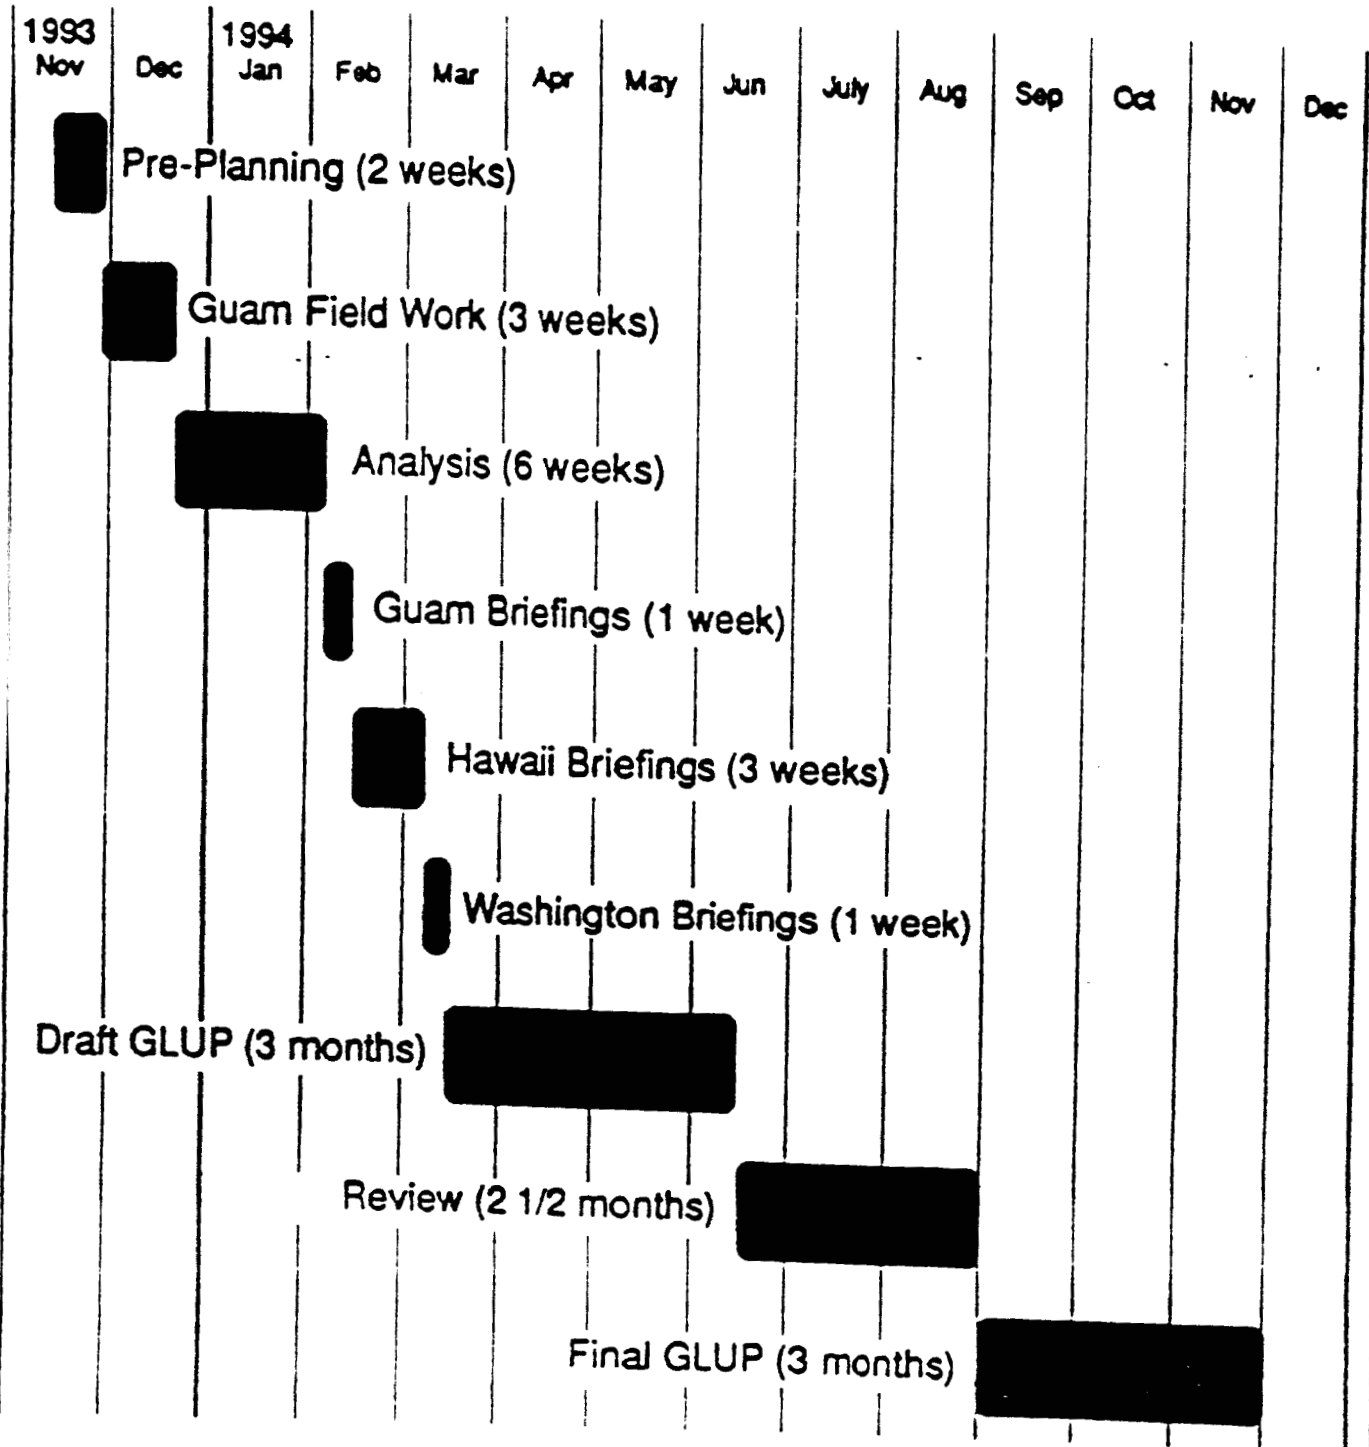 1993 1994
Nov Dec Jan Feb Mar Apr May Jun July Aug Sep Oct Nov Dec
Pre-Planning (2 weeks)
Guam Field Work (3 weeks)
Analysis (6 weeks)
Guam Briefings (1 week)
Hawaii Briefings (3 weeks)
Washington Briefings (1 week)
Draft GLUP (3 months)
Review (2 1/2 months)
Final GLUP (3 months)